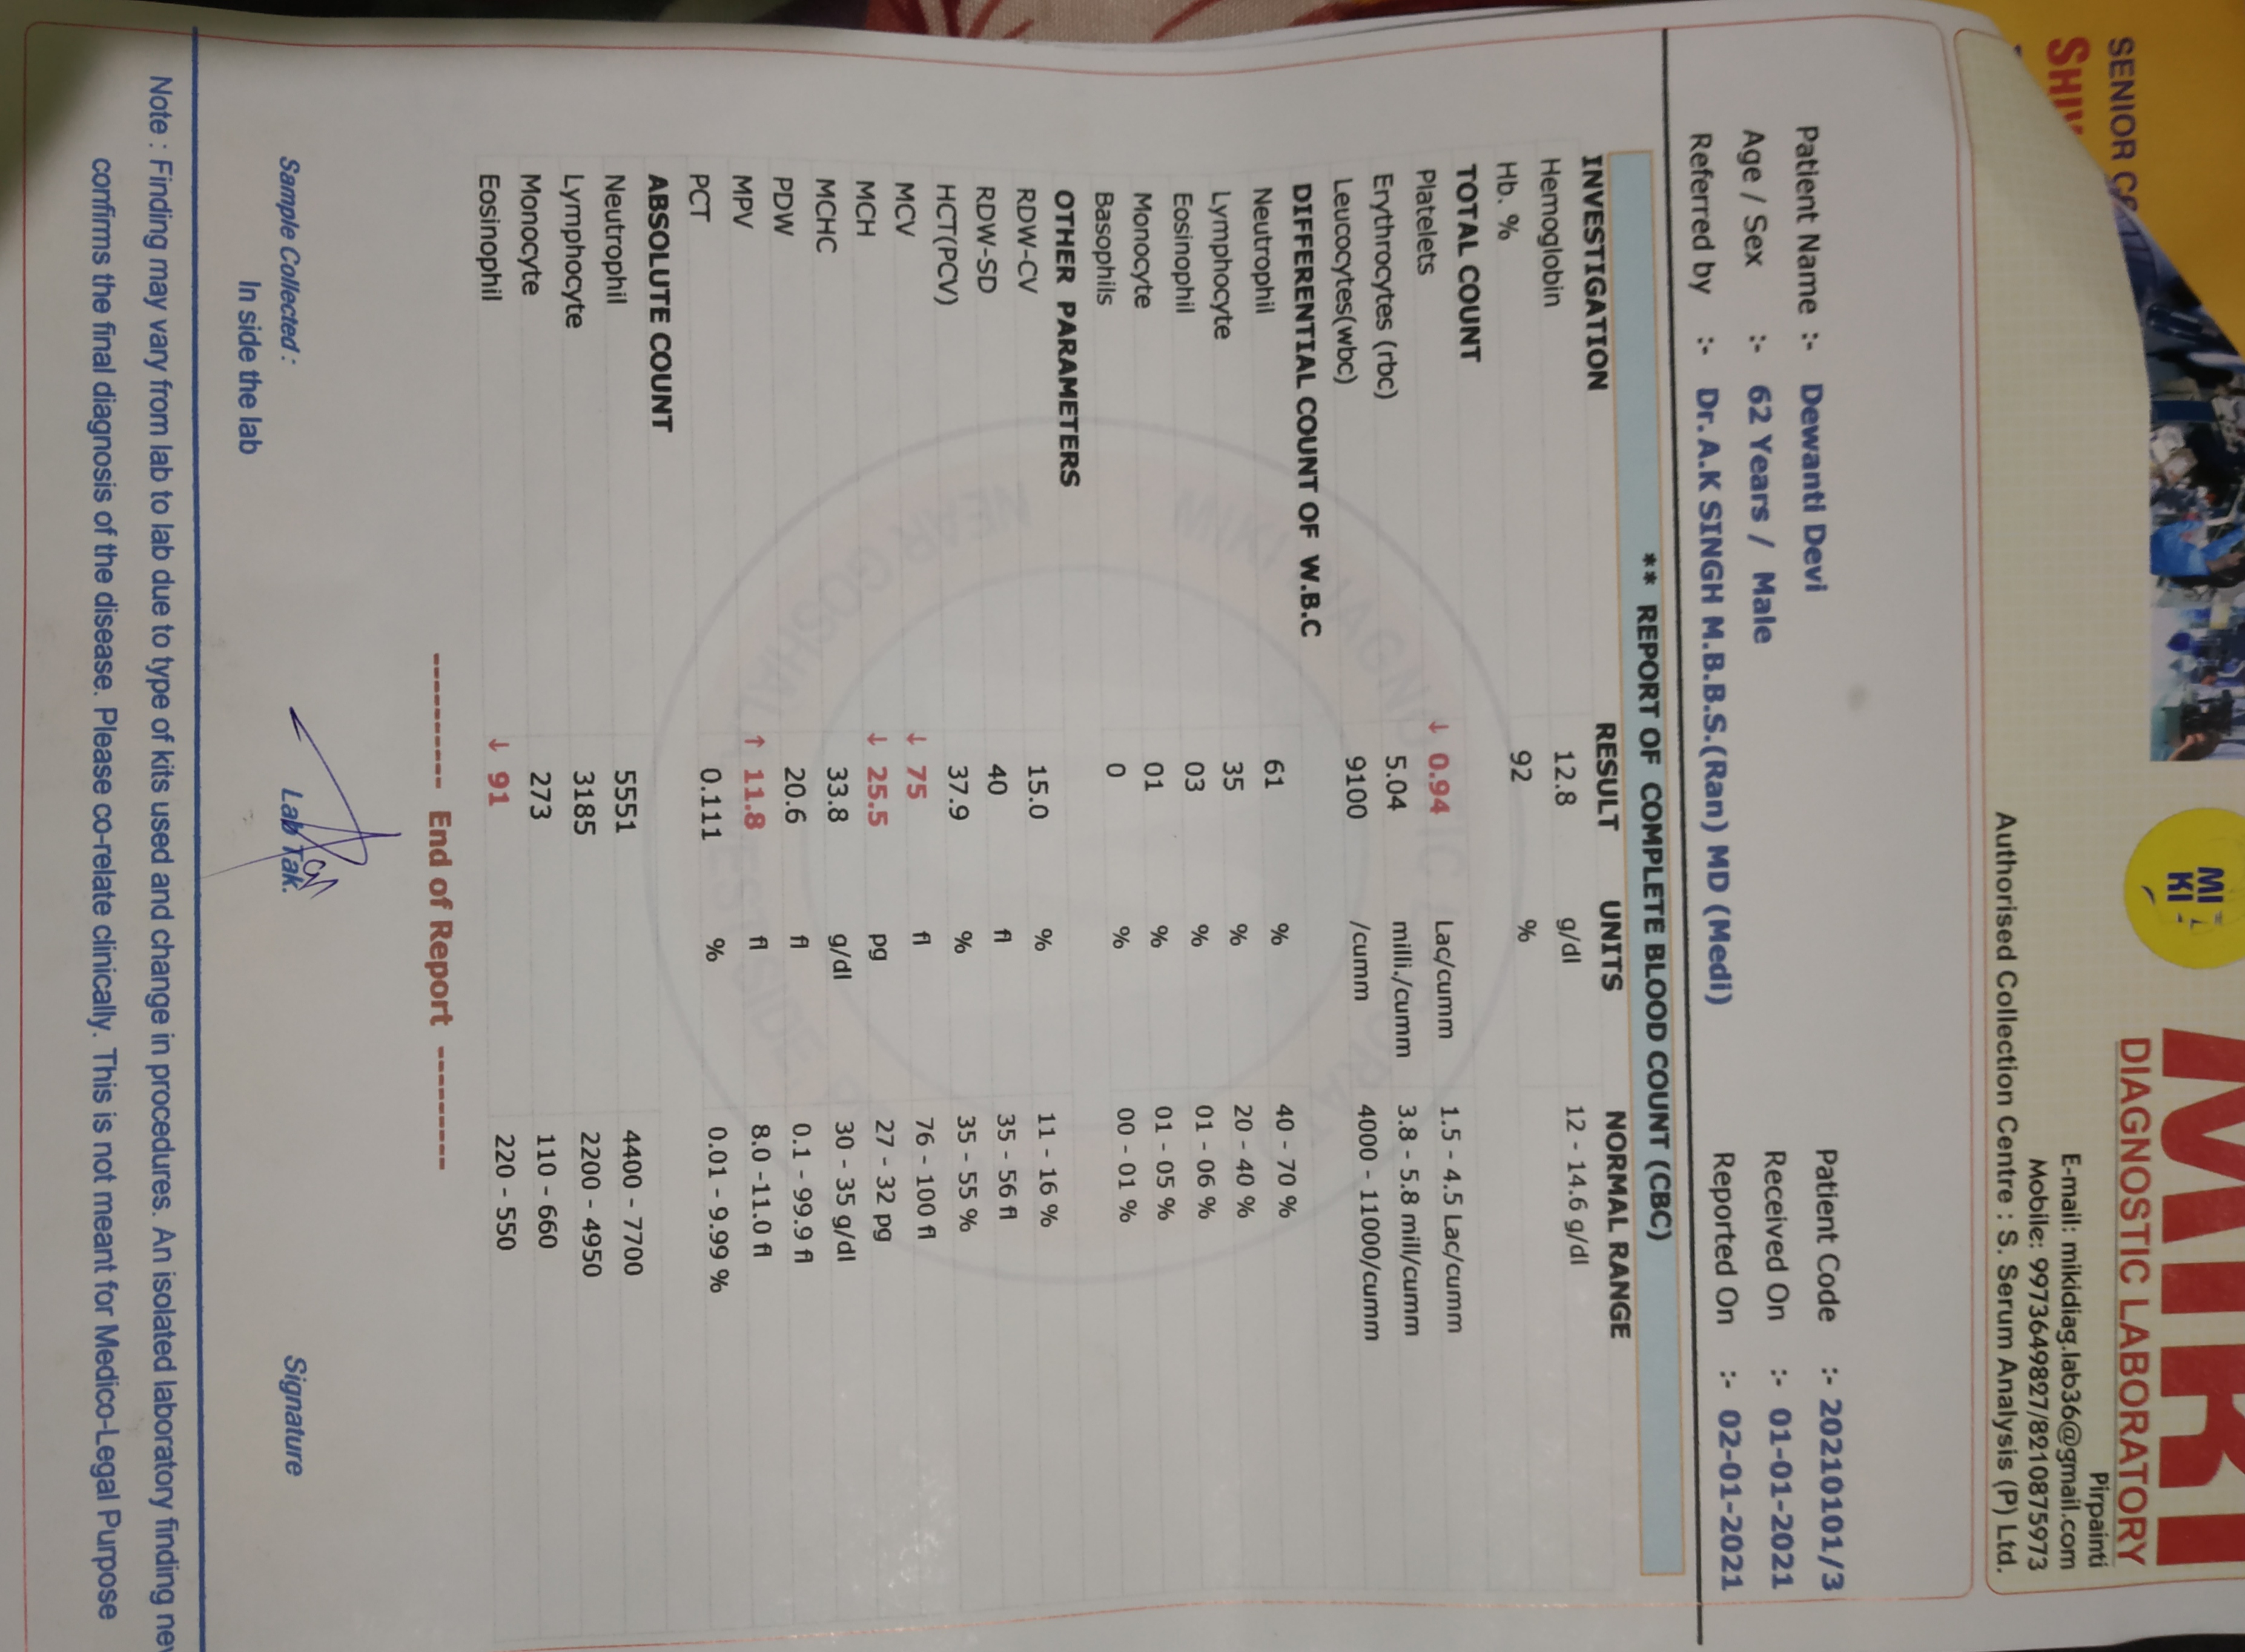 SENIOR
MIKI
DIAGNOSTIC LABORATORY
Pirpainti
E-mail: mikidiag.lab36@gmail.com
Mobile: 9973649827/8210875973
Authorised Collection Centre : S. Serum Analysis (P) Ltd.
Patient Name :- Dewanti Devi Patient Code :- 20210101/3
Age / Sex :- 62 Years / Male Received On :- 01-01-2021
Referred by :- Dr.A.K SINGH M.B.B.S.(Ran) MD (Medi) Reported On :- 02-01-2021
** REPORT OF COMPLETE BLOOD COUNT (CBC)
INVESTIGATION RESULT UNITS NORMAL RANGE
Hemoglobin 12.8 g/dl 12 - 14.6 g/dl
Hb. % 92 %
TOTAL COUNT
Platelets ↓ 0.94 Lac/cumm 1.5 - 4.5 Lac/cumm
Erythrocytes (rbc) 5.04 milli./cumm 3.8 - 5.8 mill/cumm
Leucocytes(wbc) 9100 /cumm 4000 - 11000/cumm
DIFFERENTIAL COUNT OF W.B.C
Neutrophil 61 % 40 - 70 %
Lymphocyte 35 % 20 - 40 %
Eosinophil 03 % 01 - 06 %
Monocyte 01 % 01 - 05 %
Basophils 0 % 00 - 01 %
OTHER PARAMETERS
RDW-CV 15.0 % 11 - 16 %
RDW-SD 40 fl 35 - 56 fl
HCT(PCV) 37.9 % 35 - 55 %
MCV ↓ 75 fl 76 - 100 fl
MCH ↓ 25.5 pg 27 - 32 pg
MCHC 33.8 g/dl 30 - 35 g/dl
PDW 20.6 fl 0.1 - 99.9 fl
MPV ↑ 11.8 fl 8.0 -11.0 fl
PCT 0.111 % 0.01 - 9.99 %
ABSOLUTE COUNT
Neutrophil 5551 4400 - 7700
Lymphocyte 3185 2200 - 4950
Monocyte 273 110 - 660
Eosinophil ↓ 91 220 - 550
--------- End of Report ---------
Sample Collected : Lab Tak. Signature
In side the lab
Note : Finding may vary from lab to lab due to type of kits used and change in procedures. An isolated laboratory finding
confirms the final diagnosis of the disease. Please co-relate clinically. This is not meant for Medico-Legal Purpose